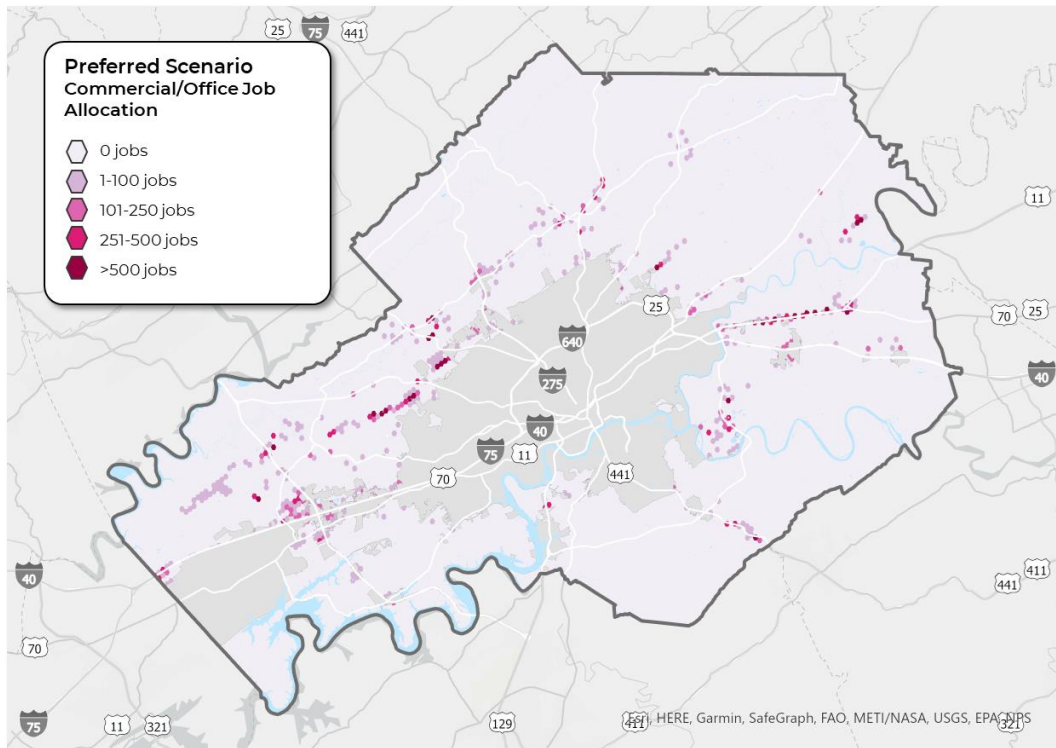 Preferred Scenario
Commercial/Office Job
Allocation
0 jobs
1-100 jobs
101-250 jobs
251-500 jobs
>500 jobs
25
75
441
11
25
70
25
640
40
275
40
11
75
70
441
40
411
441
70
75
11
321
129
411
321
Esri, HERE, Garmin, SafeGraph, FAO, METI/NASA, USGS, EPA, NPS